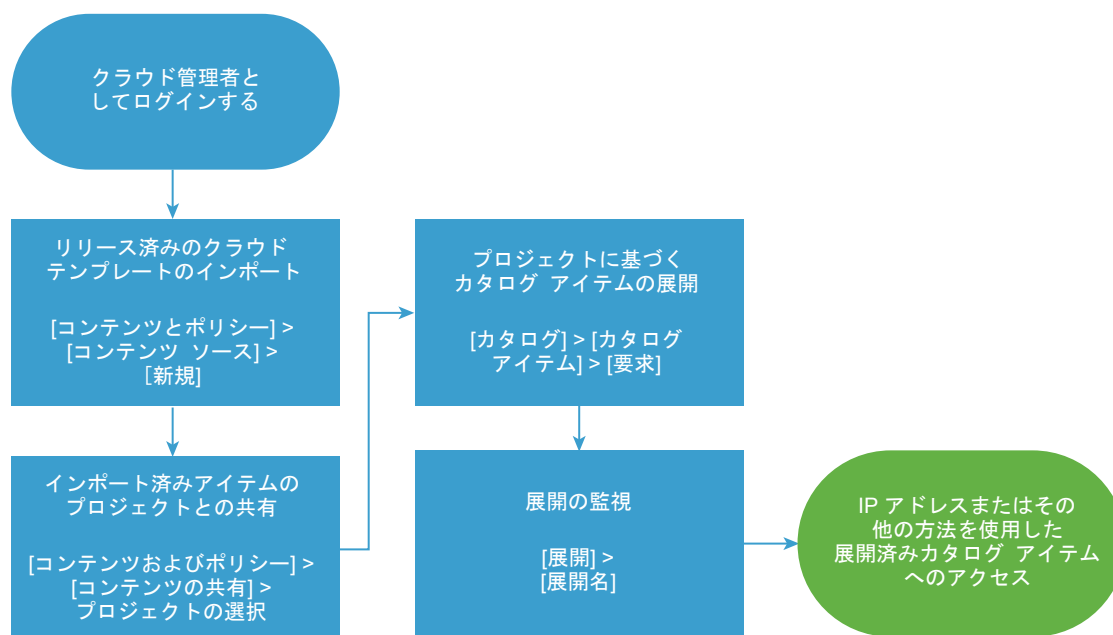 クラウド管理者と
してログインする
リリース済みのクラウド
テンプレートのインポート
[コンテンツとポリシー] >
[コンテンツ ソース] >
[新規]
インポート済みアイテムの
プロジェクトとの共有
[コンテンツおよびポリシー] >
[コンテンツの共有] >
プロジェクトの選択
プロジェクトに基づく
カタログ アイテムの展開
[カタログ] > [カタログ
アイテム] > [要求]
展開の監視
[展開] >
[展開名]
IP アドレスまたはその
他の方法を使用した
展開済みカタログ アイテム
へのアクセス